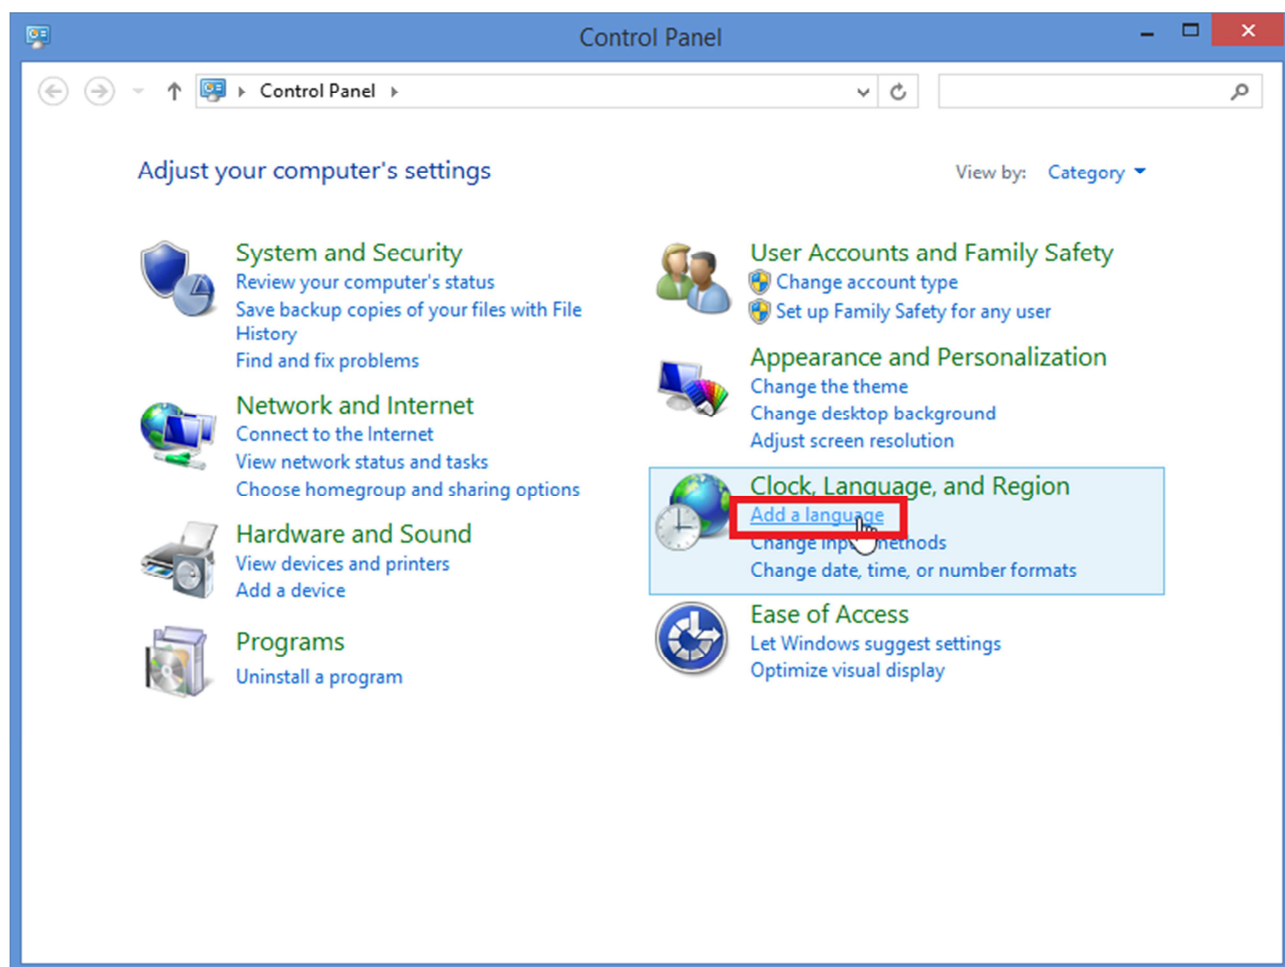 Control Panel
Control Panel
Adjust your computer's settings
View by: Category
System and Security
Review your computer's status
Save backup copies of your files with File
History
Find and fix problems
Network and Internet
Connect to the Internet
View network status and tasks
Choose homegroup and sharing options
Hardware and Sound
View devices and printers
Add a device
Programs
Uninstall a program
User Accounts and Family Safety
Change account type
Set up Family Safety for any user
Appearance and Personalization
Change the theme
Change desktop background
Adjust screen resolution
Clock, Language, and Region
Add a language
Change input methods
Change date, time, or number formats
Ease of Access
Let Windows suggest settings
Optimize visual display